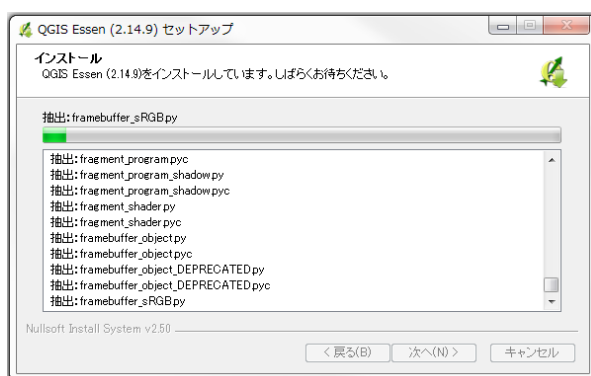 QGIS Essen (2.14.9) セットアップ
インストール
QGIS Essen (2.14.9)をインストールしています。しばらくお待ちください。
抽出: framebuffer_sRGB.py
抽出: fragment_program.pyc
抽出: fragment_program_shadow.py
抽出: fragment_program_shadow.pyc
抽出: fragment_shader.py
抽出: fragment_shader.pyc
抽出: framebuffer_object.py
抽出: framebuffer_object.pyc
抽出: framebuffer_object_DEPRECATED.py
抽出: framebuffer_object_DEPRECATED.pyc
抽出: framebuffer_sRGB.py
Nullsoft Install System v2.50
< 戻る(B) 次へ(N) > キャンセル